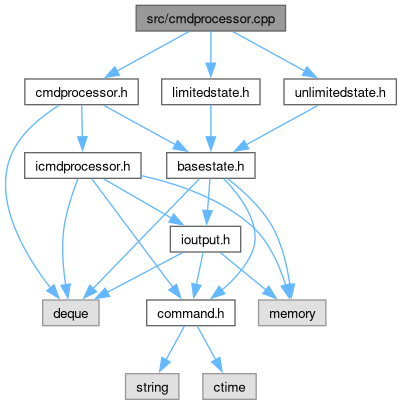 src/cmdprocessor.cpp
cmdprocessor.h
limitedstate.h
unlimitedstate.h
icmdprocessor.h
basestate.h
ioutput.h
deque
command.h
memory
string
ctime